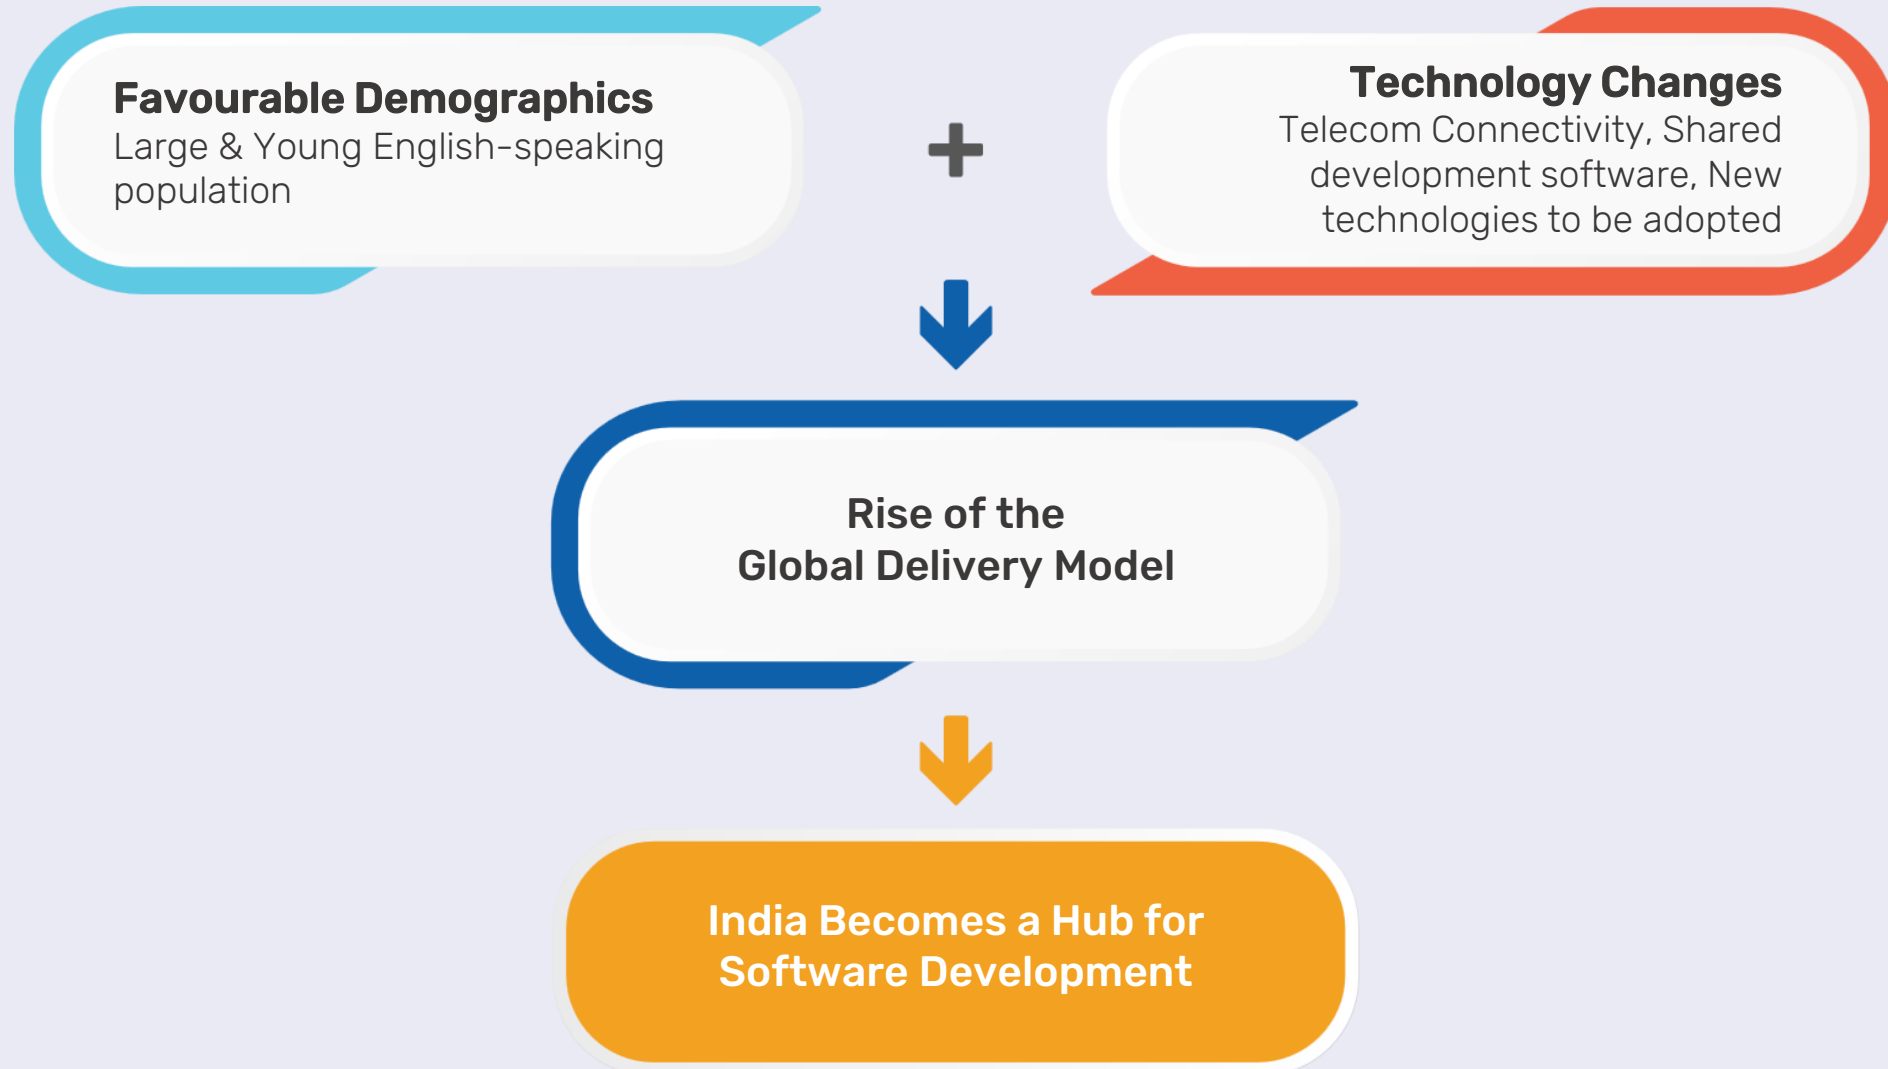 Favourable Demographics
Large & Young English-speaking
population
+
Technology Changes
Telecom Connectivity, Shared
development software, New
technologies to be adopted
Rise of the
Global Delivery Model
India Becomes a Hub for
Software Development